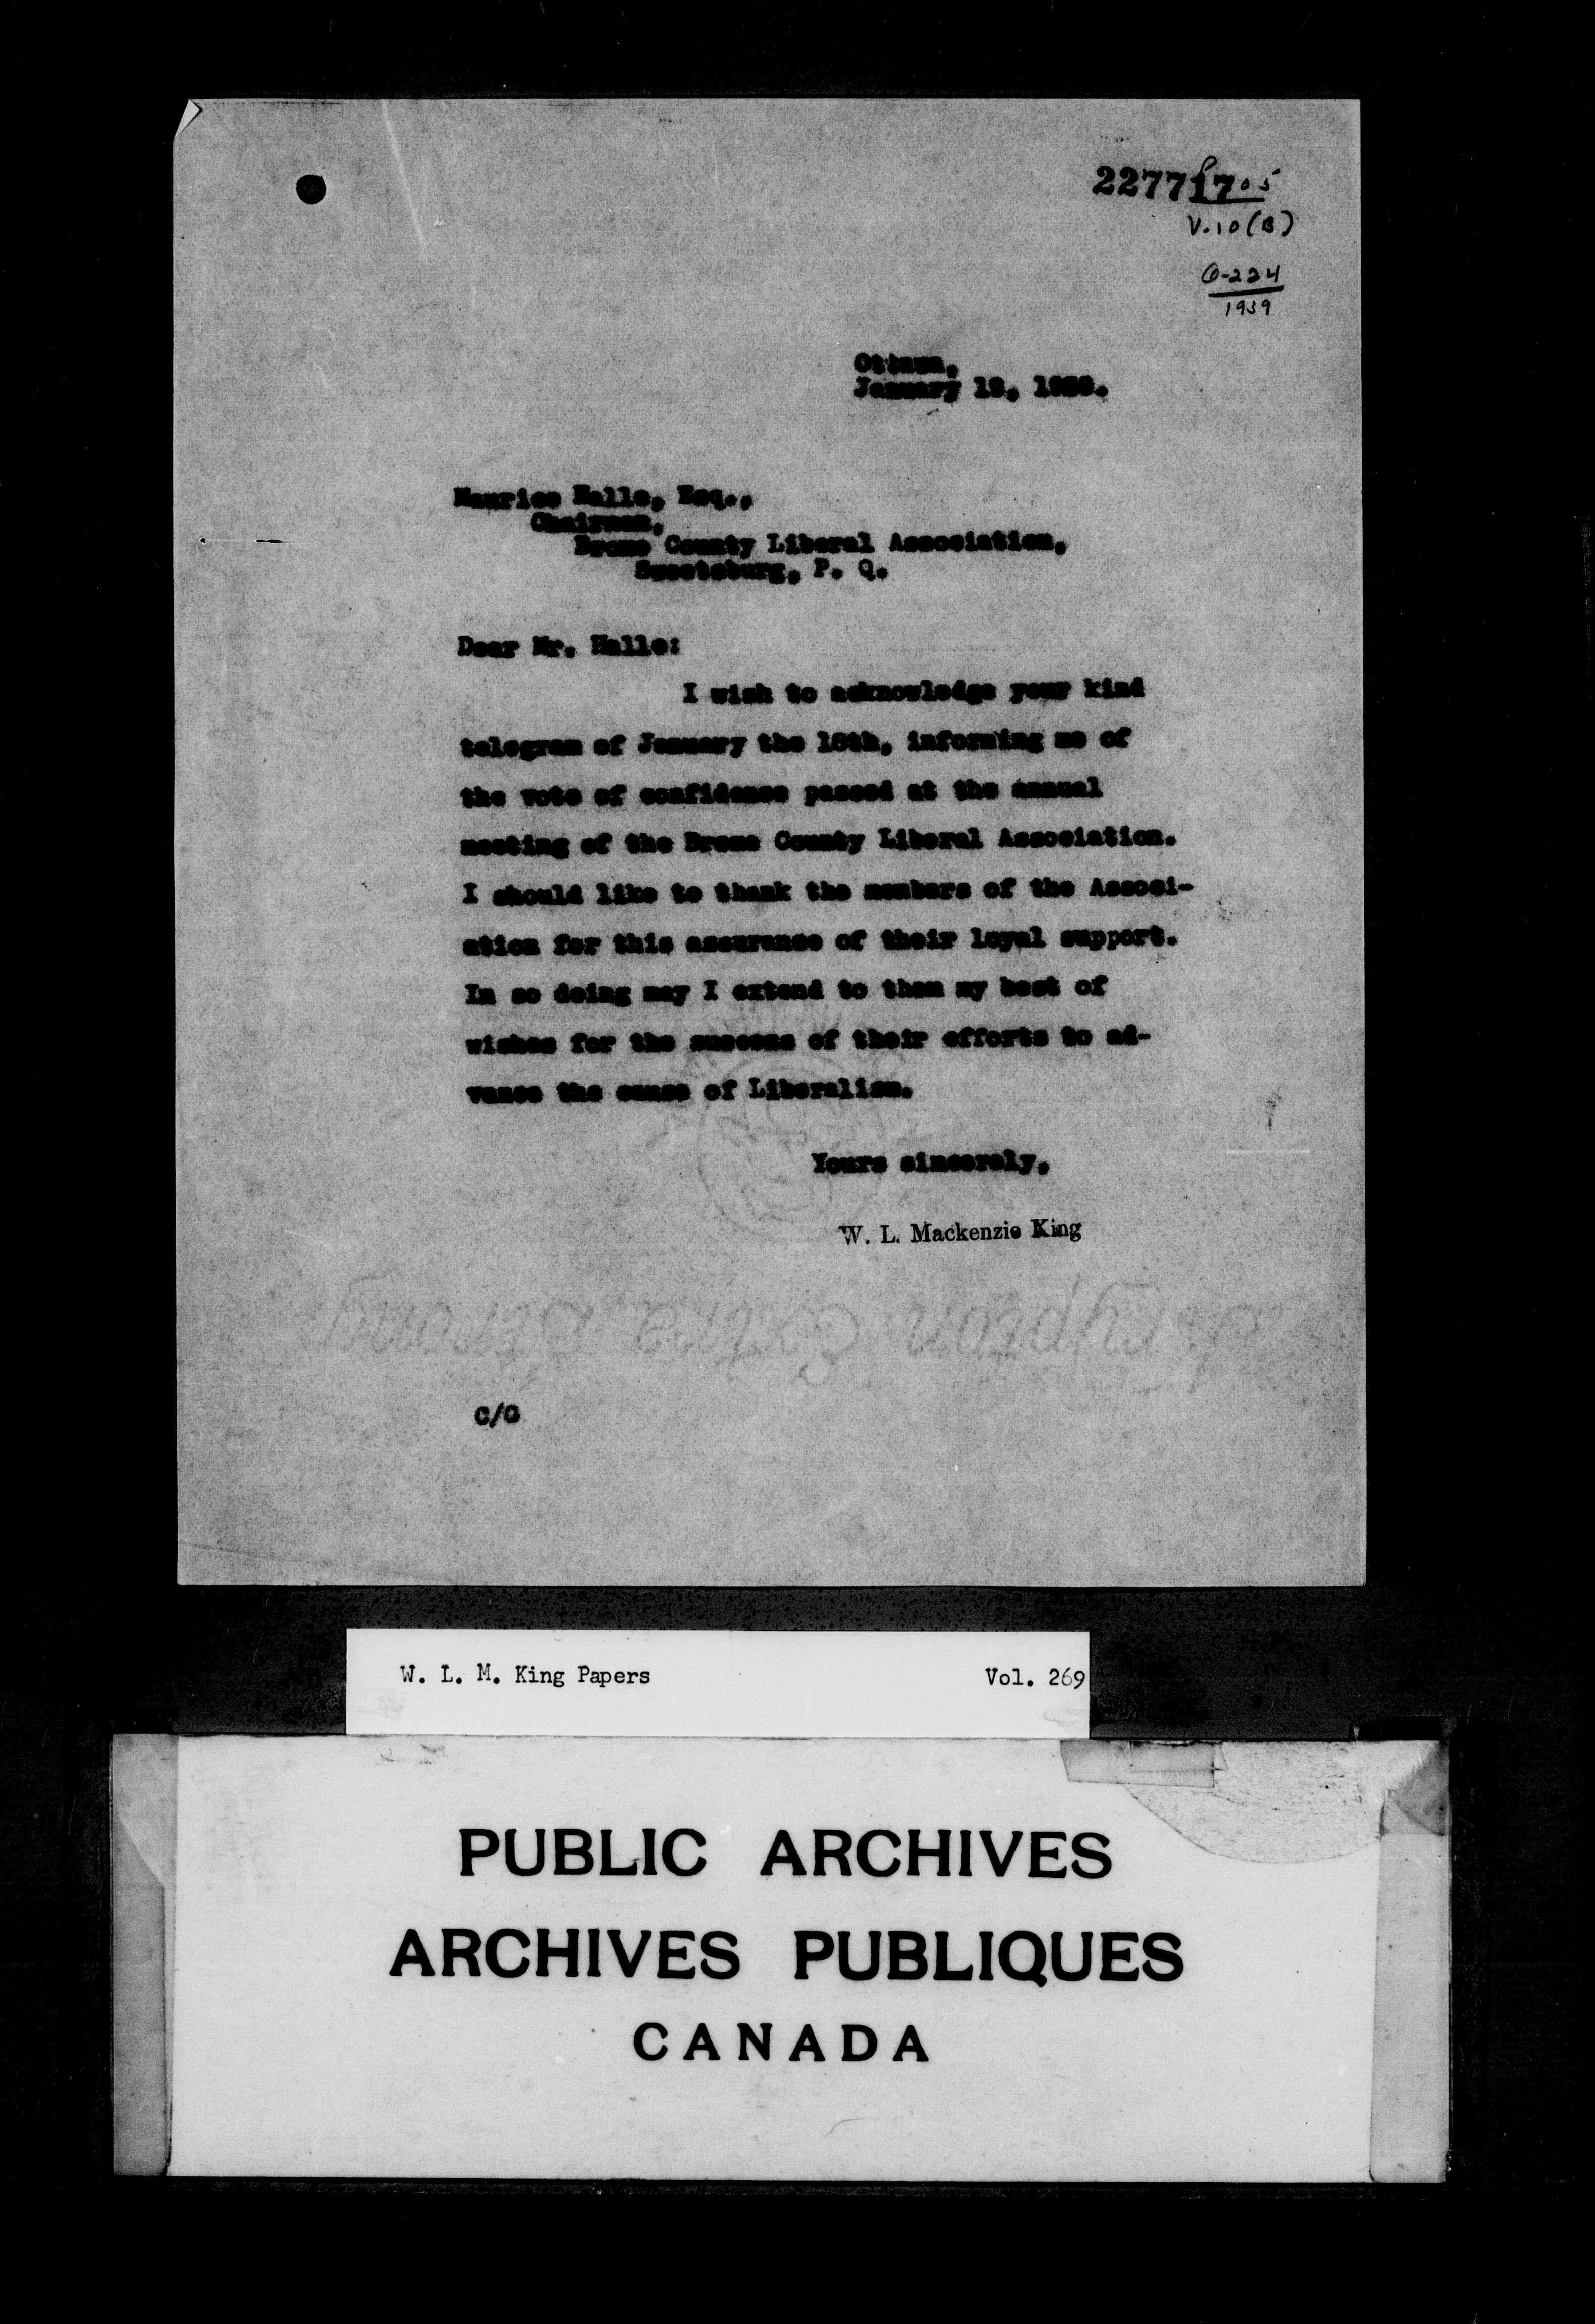 227717
V.10(B)
1939
Ottawa,
January 19, 1939.
Maurice Halle, Esq.,
Chairman,
Brome County Liberal Association,
Sweetsburg, P. Q.
Dear Mr. Halle:
I wish to acknowledge your kind
telegram of January the 18th, informing me of
the vote of confidence passed at the annual
meeting of the Brome County Liberal Association.
I should like to thank the members of the Associ-
ation for this assurance of their loyal support.
In so doing may I extend to them my best of
wishes for the success of their efforts to ad-
vance the cause of Liberalism.
Yours sincerely,
W. L. Mackenzie King
C/G
W. L. M. King Papers Vol. 269
PUBLIC ARCHIVES
ARCHIVES PUBLIQUES
CANADA